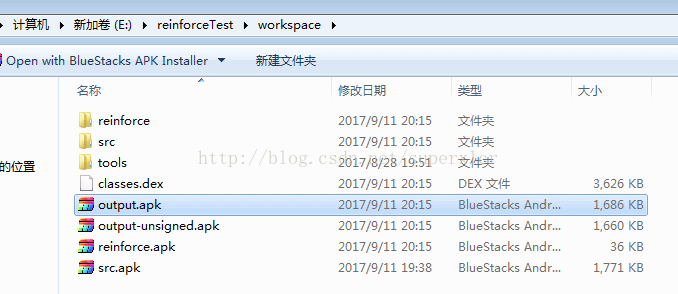 计算机 ▸ 新加卷 (E:) ▸ reinforceTest ▸ workspace ▸
Open with BlueStacks APK Installer 新建文件夹
名称 修改日期 类型 大小
reinforce 2017/9/11 20:15 文件夹
src 2017/9/11 20:15 文件夹
tools 2017/8/28 19:51 文件夹
的位置
classes.dex 2017/9/11 20:15 DEX 文件 3,626 KB
output.apk 2017/9/11 20:15 BlueStacks Andr... 1,686 KB
output-unsigned.apk 2017/9/11 20:15 BlueStacks Andr... 1,660 KB
reinforce.apk 2017/9/11 20:15 BlueStacks Andr... 36 KB
src.apk 2017/9/11 19:38 BlueStacks Andr... 1,771 KB